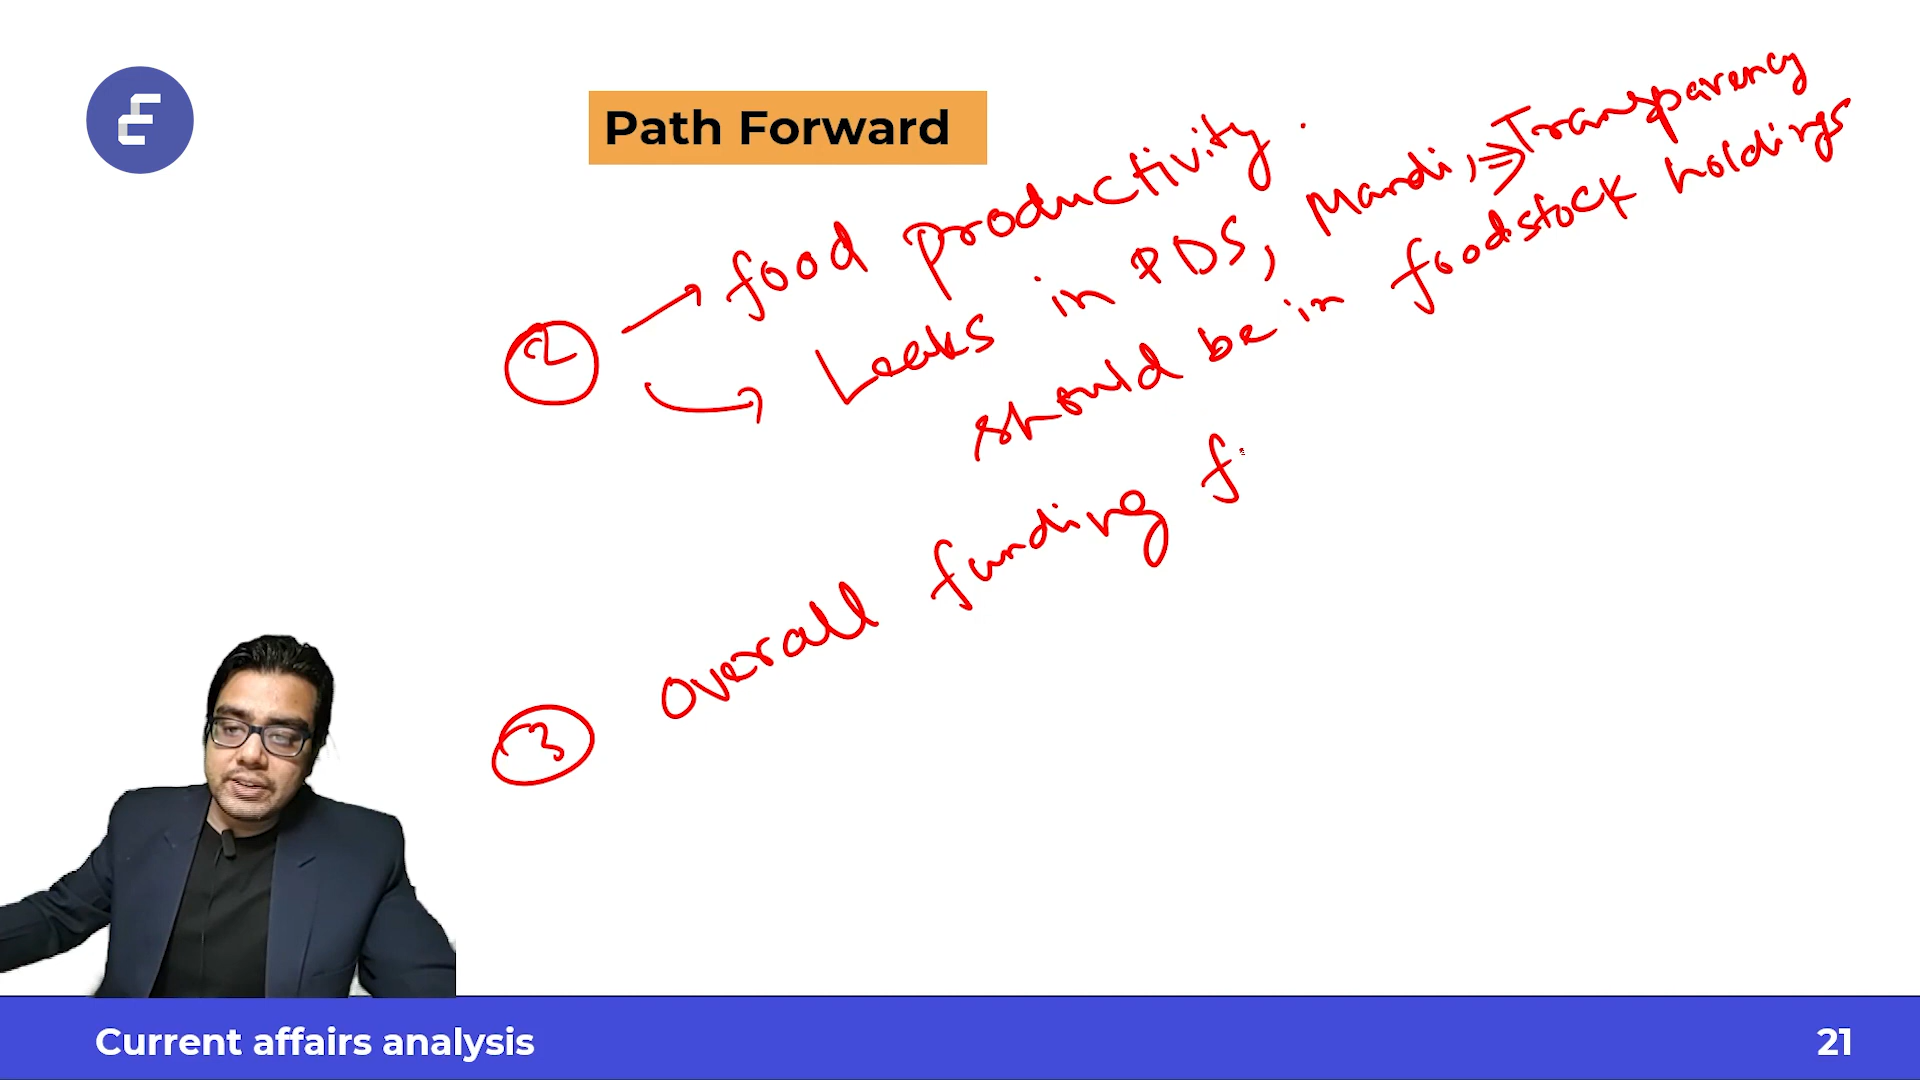 Path Forward
② → food productivity.
→ Leaks in PDS, Mandi, ⇒ Transparency
should be in foodstock holdings
③ Overall funding f
Current affairs analysis
21